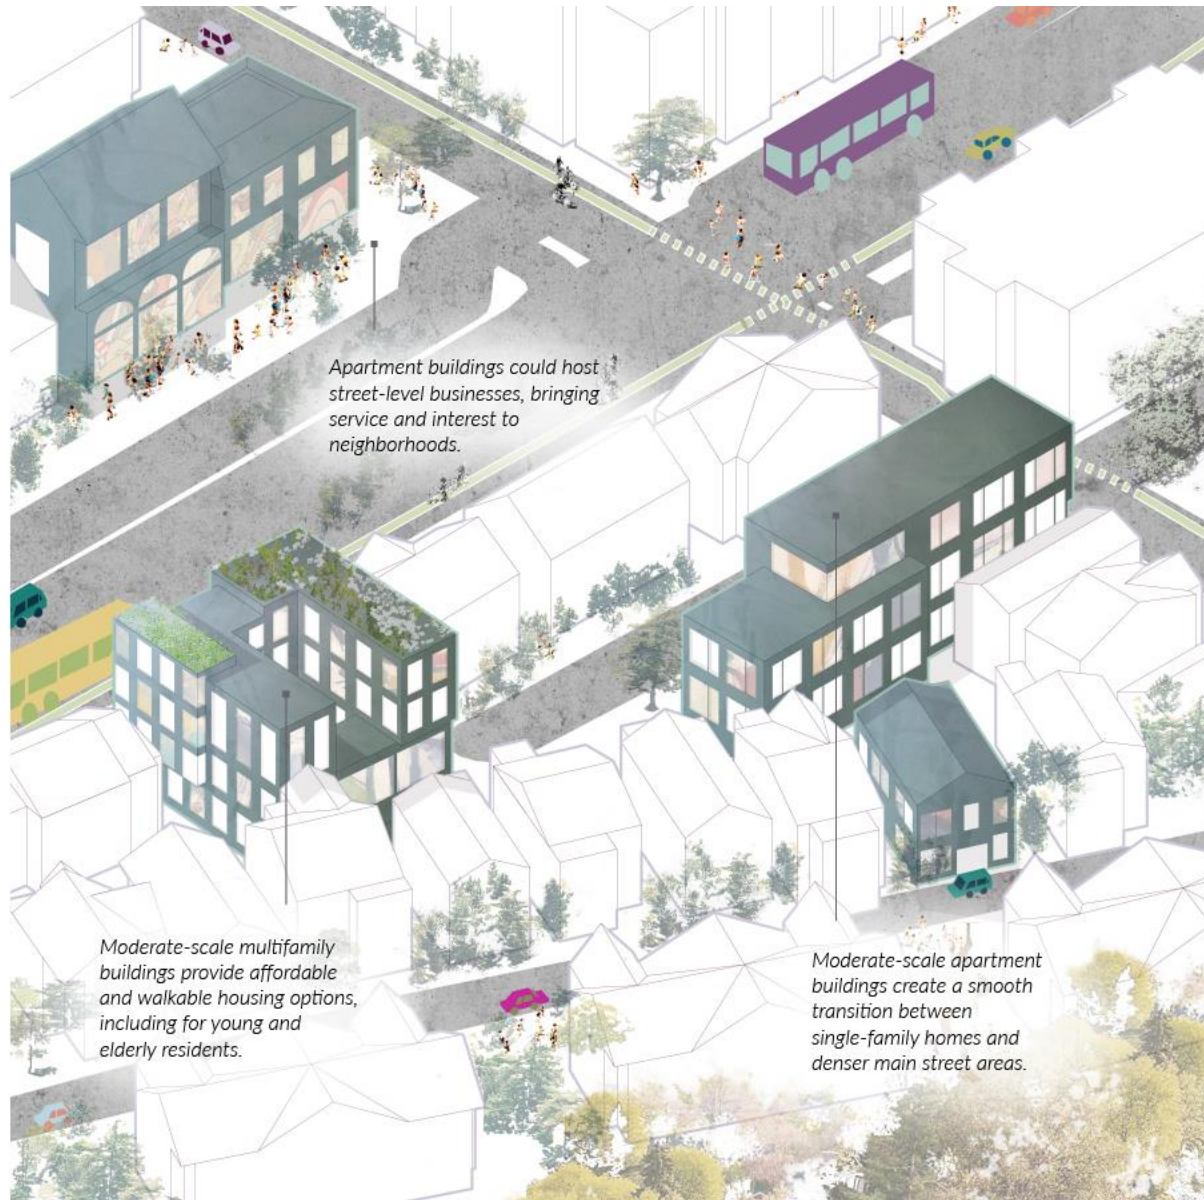 Apartment buildings could host
street-level businesses, bringing
service and interest to
neighborhoods.
Moderate-scale multifamily
buildings provide affordable
and walkable housing options,
including for young and
elderly residents.
Moderate-scale apartment
buildings create a smooth
transition between
single-family homes and
denser main street areas.